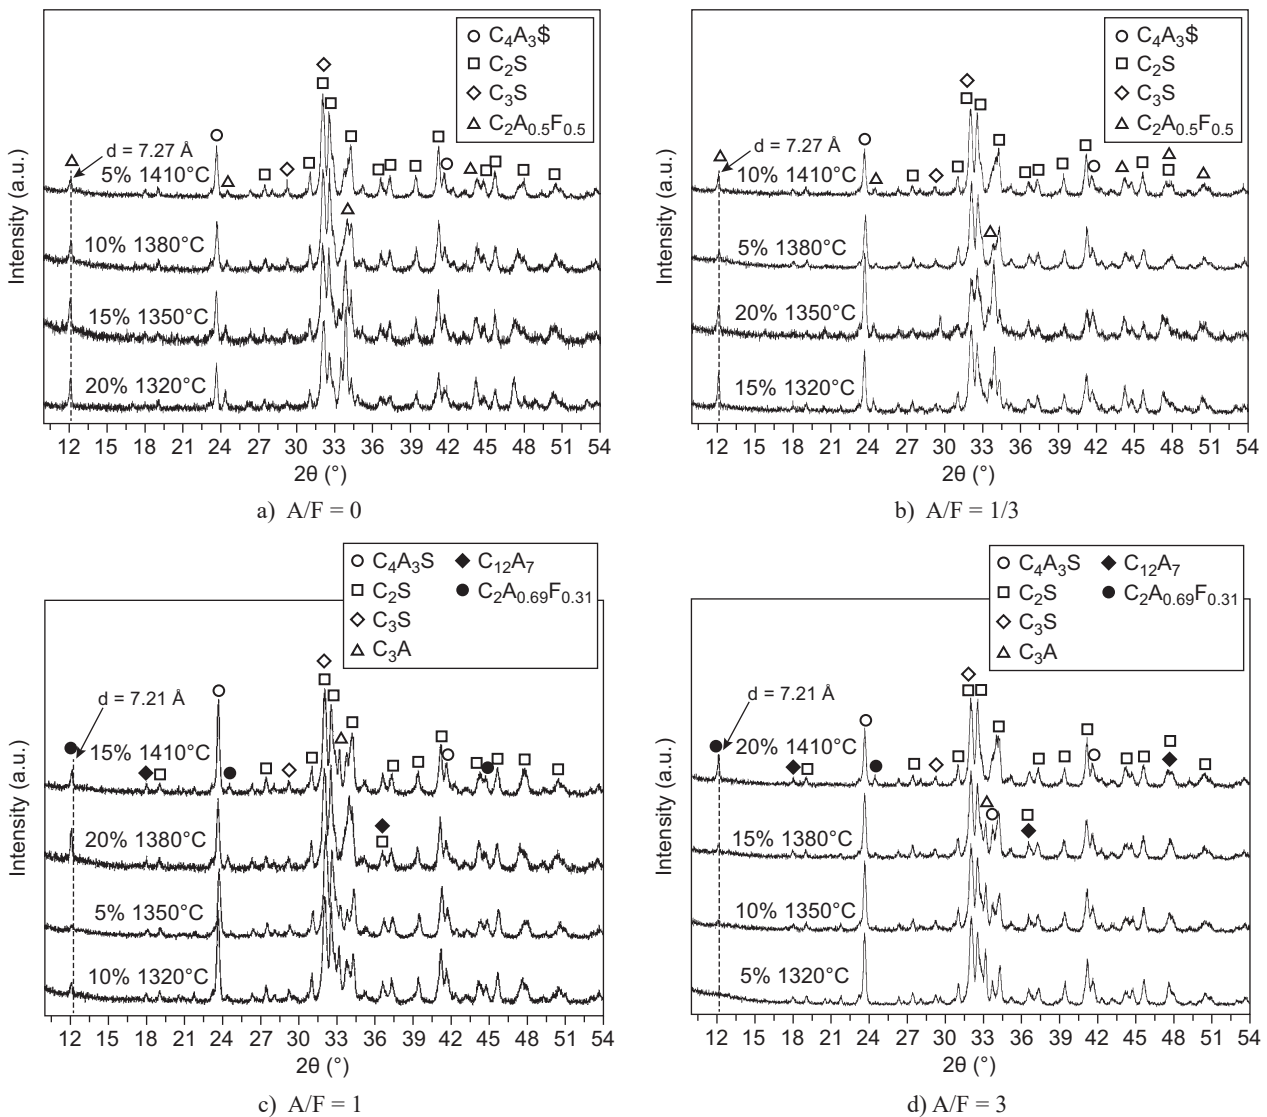 C4A3$
C2S
C3S
C2A0.5F0.5
d = 7.27 Å
5% 1410°C
10% 1380°C
15% 1350°C
20% 1320°C
Intensity (a.u.)
12 15 18 21 24 27 30 33 36 39 42 45 48 51 54
2θ (°)
a) A/F = 0
C4A3$
C2S
C3S
C2A0.5F0.5
d = 7.27 Å
10% 1410°C
5% 1380°C
20% 1350°C
15% 1320°C
Intensity (a.u.)
12 15 18 21 24 27 30 33 36 39 42 45 48 51 54
2θ (°)
b) A/F = 1/3
C4A3S C12A7
C2S C2A0.69F0.31
C3S
C3A
d = 7.21 Å
15% 1410°C
20% 1380°C
5% 1350°C
10% 1320°C
Intensity (a.u.)
12 15 18 21 24 27 30 33 36 39 42 45 48 51 54
2θ (°)
c) A/F = 1
C4A3S C12A7
C2S C2A0.69F0.31
C3S
C3A
d = 7.21 Å
20% 1410°C
15% 1380°C
10% 1350°C
5% 1320°C
Intensity (a.u.)
12 15 18 21 24 27 30 33 36 39 42 45 48 51 54
2θ (°)
d) A/F = 3